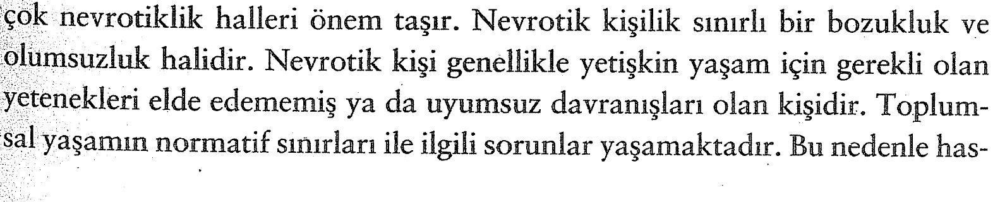 çok nevrotiklik halleri önem taşır. Nevrotik kişilik sınırlı bir bozukluk ve
olumsuzluk halidir. Nevrotik kişi genellikle yetişkin yaşam için gerekli olan
yetenekleri elde edememiş ya da uyumsuz davranışları olan kişidir. Toplum-
sal yaşamın normatif sınırları ile ilgili sorunlar yaşamaktadır. Bu nedenle has-